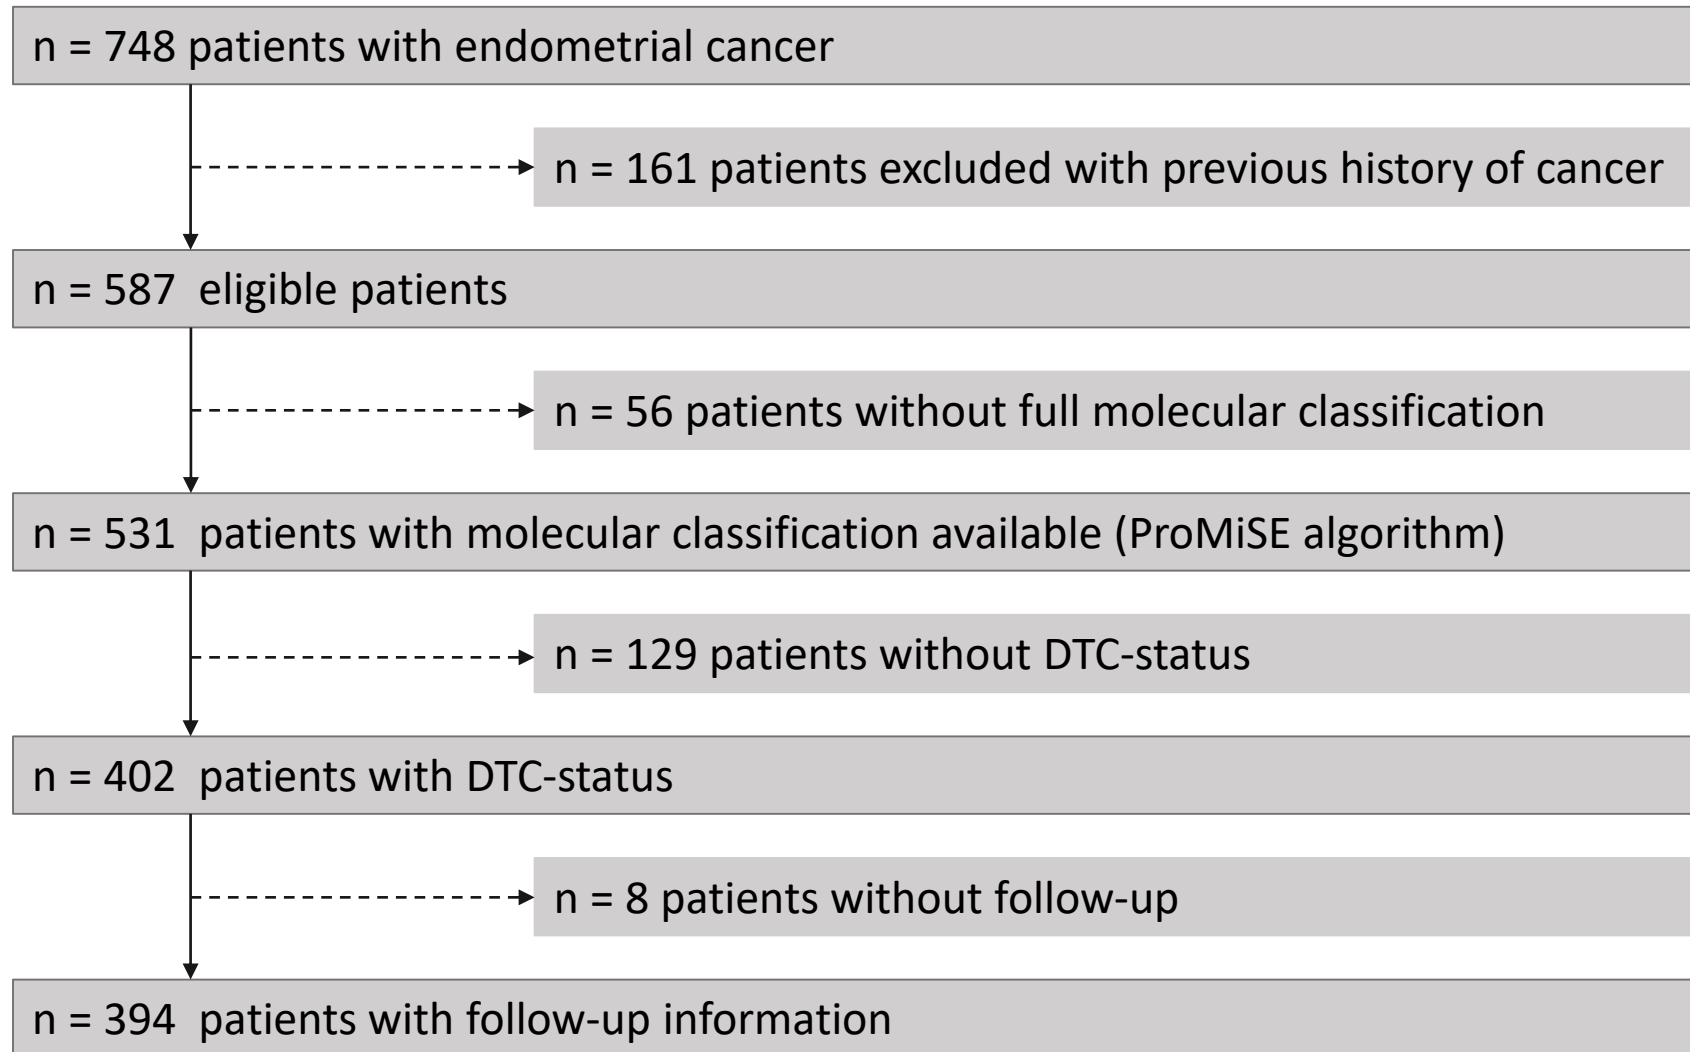 n = 748 patients with endometrial cancer
n = 161 patients excluded with previous history of cancer
n = 587 eligible patients
n = 56 patients without full molecular classification
n = 531 patients with molecular classification available (ProMiSE algorithm)
n = 129 patients without DTC-status
n = 402 patients with DTC-status
n = 8 patients without follow-up
n = 394 patients with follow-up information